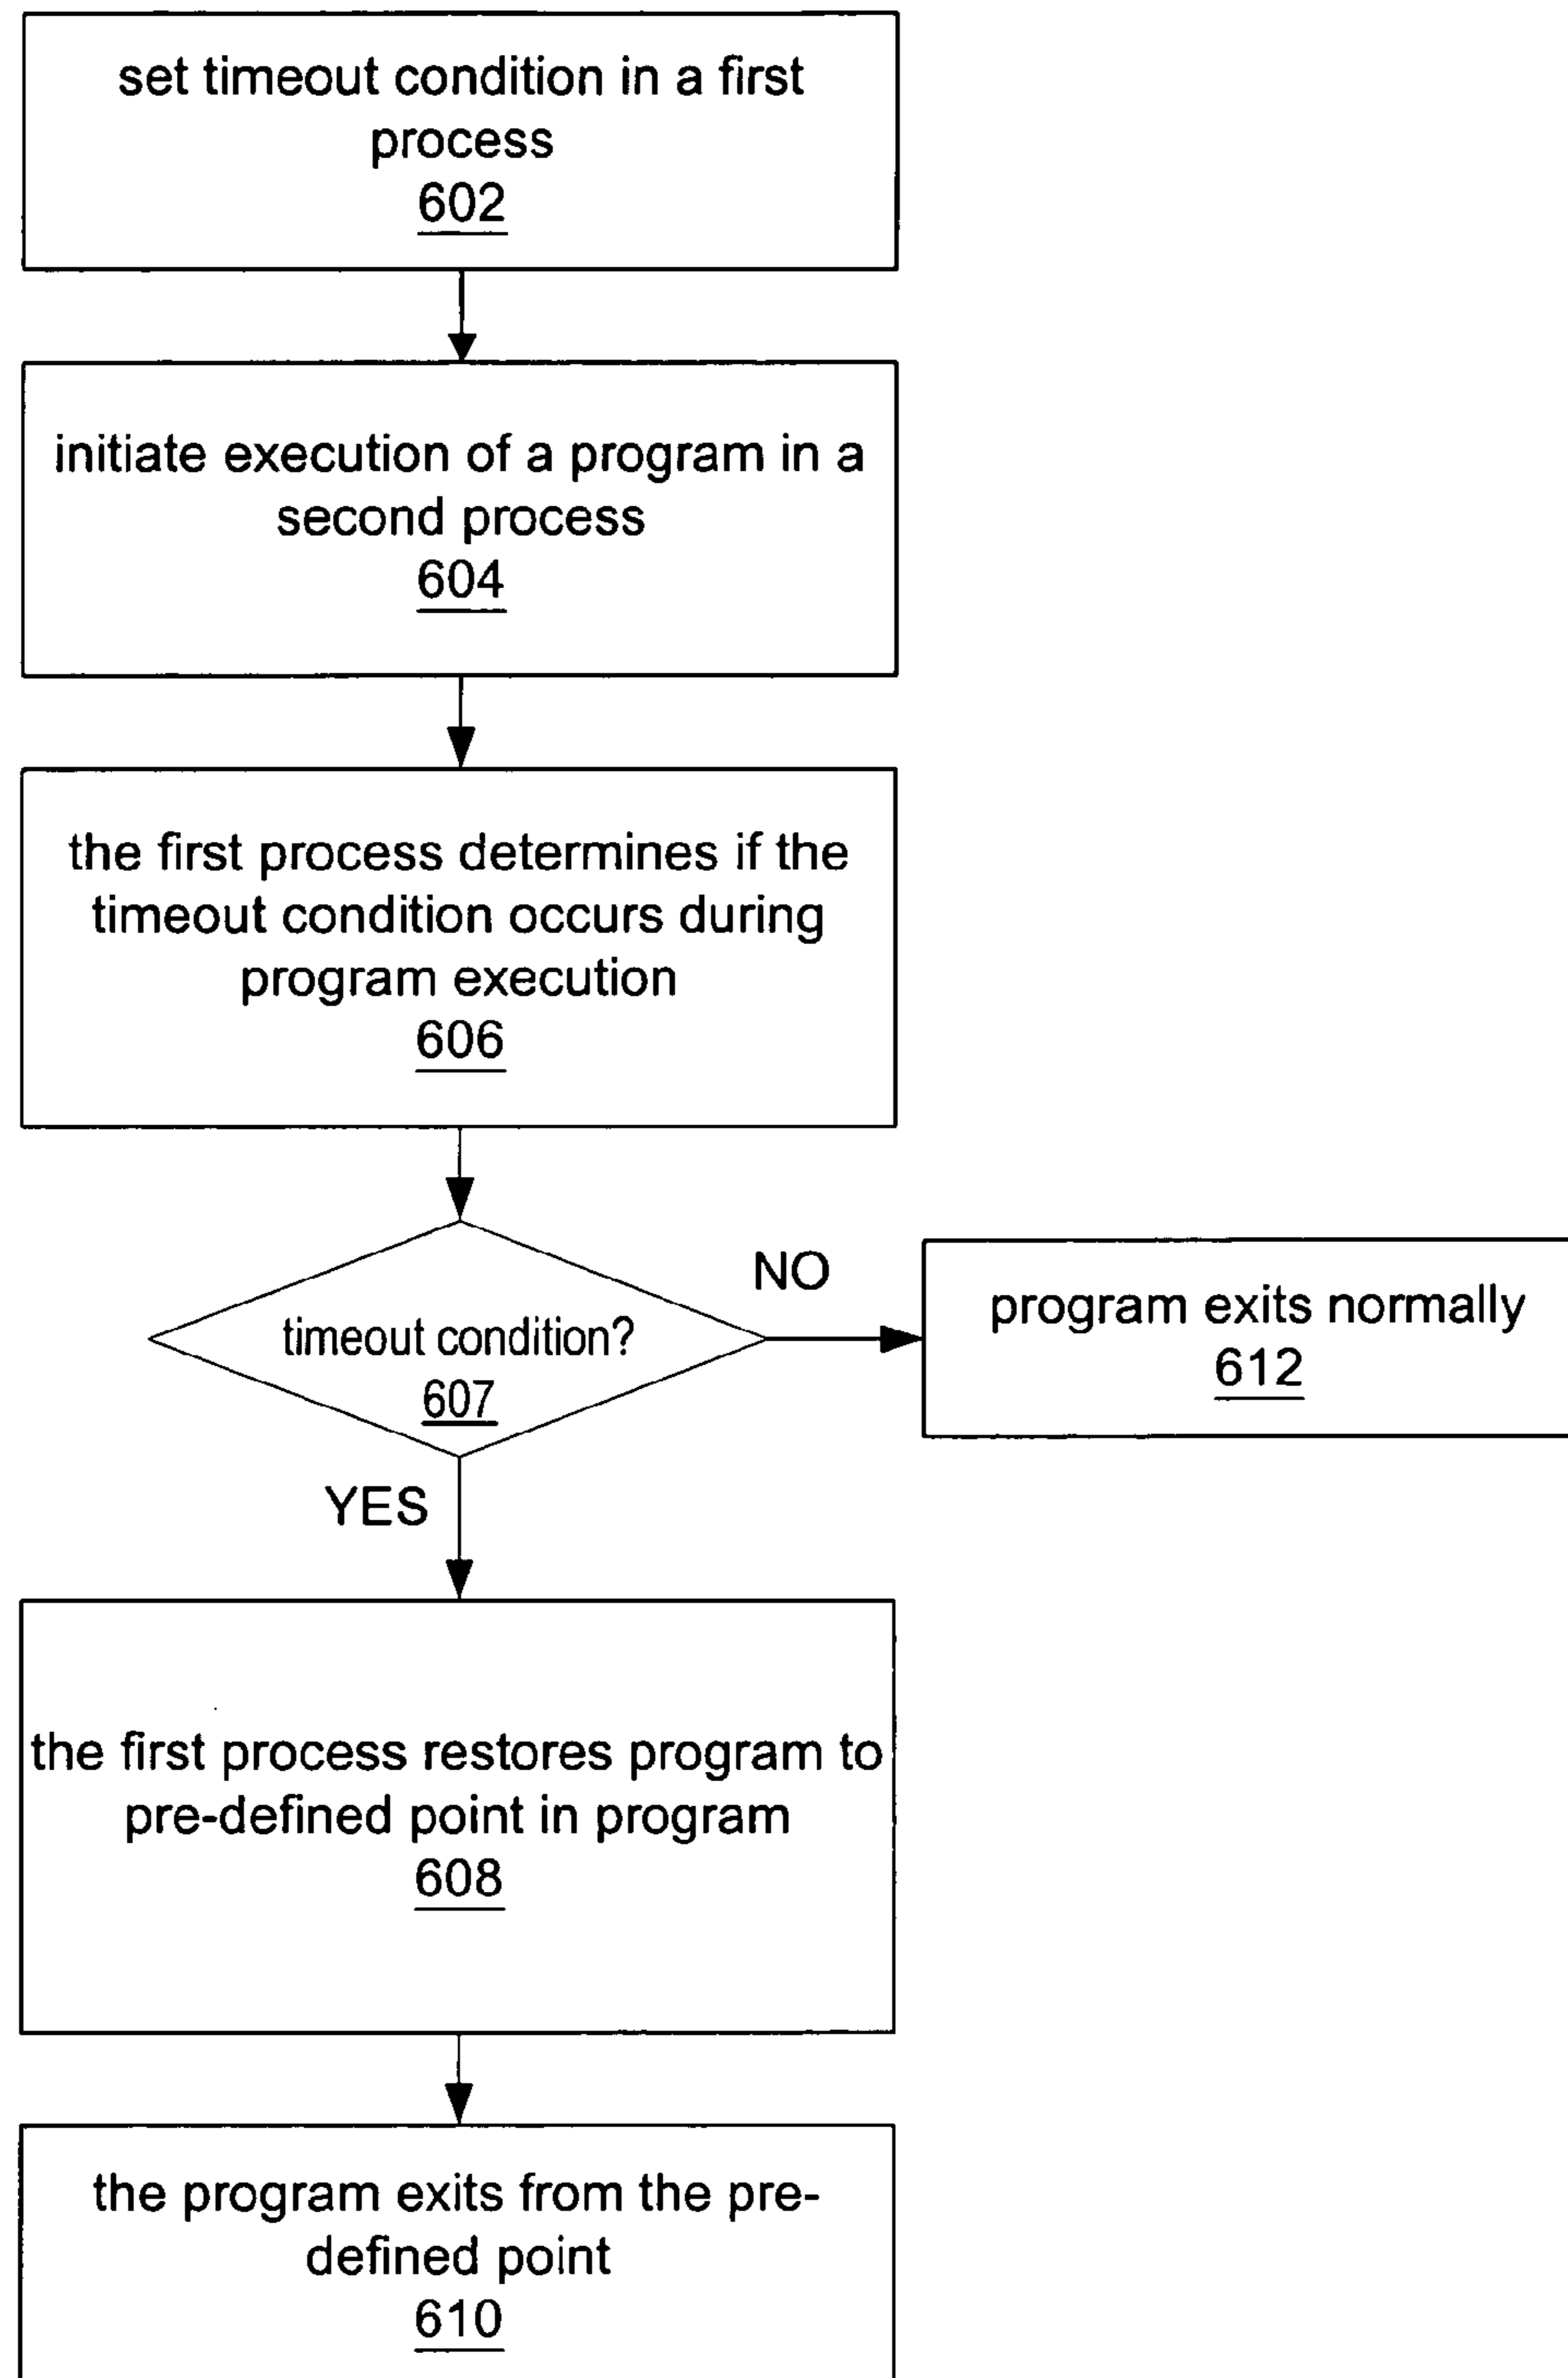 set timeout condition in a first
process
602
initiate execution of a program in a
second process
604
the first process determines if the
timeout condition occurs during
program execution
606
timeout condition?
607
NO
program exits normally
612
YES
the first process restores program to
pre-defined point in program
608
the program exits from the pre-
defined point
610